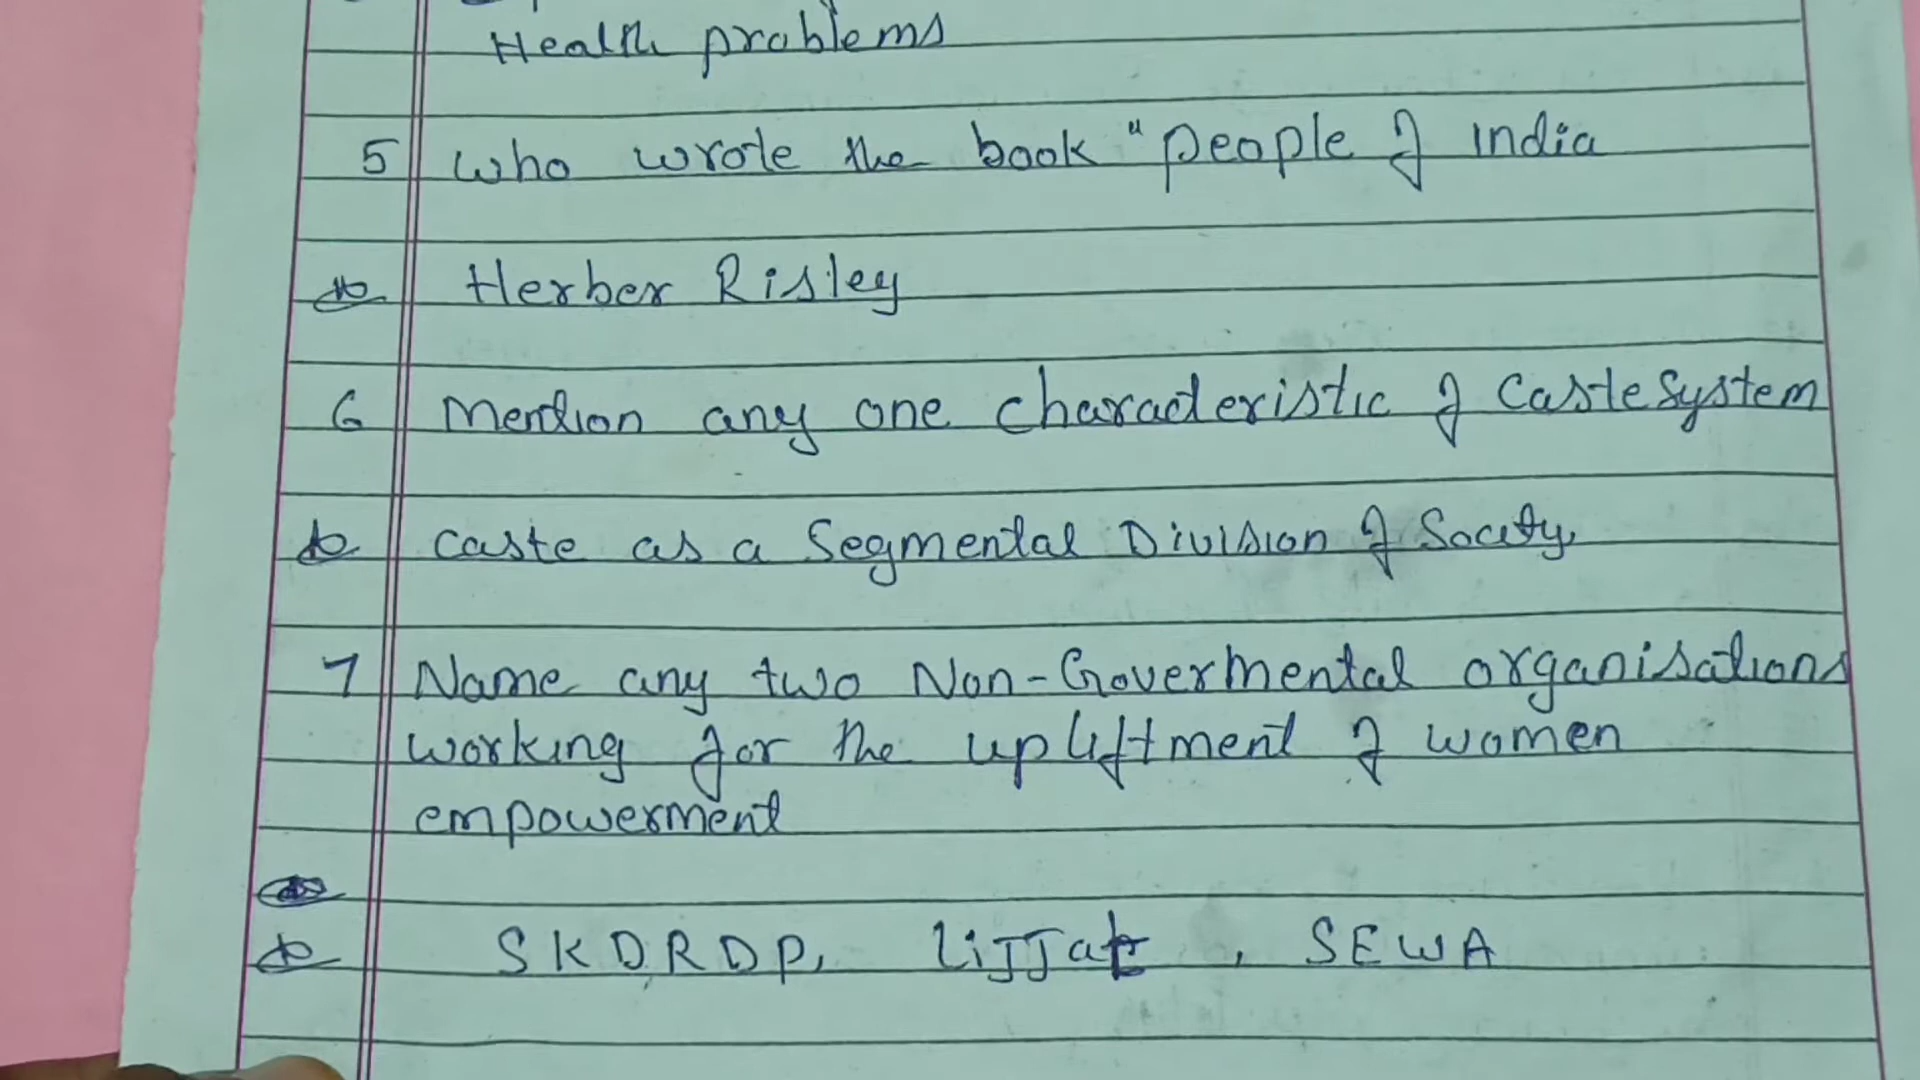 Health problems
5 Who wrote the book "people of india
Herber Risley
6 Mention any one characteristic of Caste System
Caste as a Segmental Division of Socity.
7 Name any two Non-Govermental organisations
working for the upliftment of women
empowerment
SKDRDP, LiJJat, SEWA